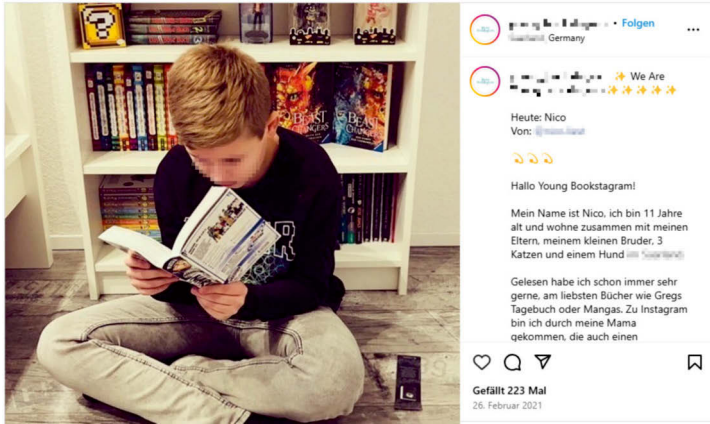 • Folgen
Germany
✨ We Are
✨✨✨✨✨
Heute: Nico
Von:
Hallo Young Bookstagram!
Mein Name ist Nico, ich bin 11 Jahre
alt und wohne zusammen mit meinen
Eltern, meinem kleinen Bruder, 3
Katzen und einem Hund
Gelesen habe ich schon immer sehr
gerne, am liebsten Bücher wie Gregs
Tagebuch oder Mangas. Zu Instagram
bin ich durch meine Mama
gekommen, die auch einen
Gefällt 223 Mal
26. Februar 2021
BEAST
CHANGERS
BEAST
CHANGERS